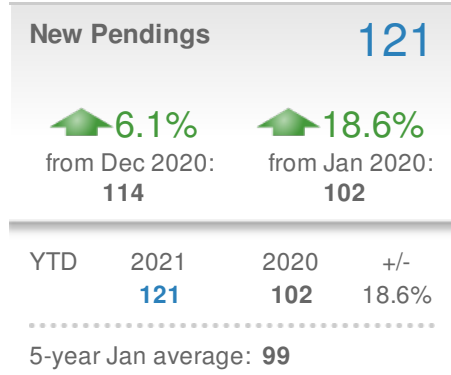 New Pendings 121
6.1% 18.6%
from Dec 2020: from Jan 2020:
114 102
YTD 2021 2020 +/-
121 102 18.6%
5-year Jan average: 99